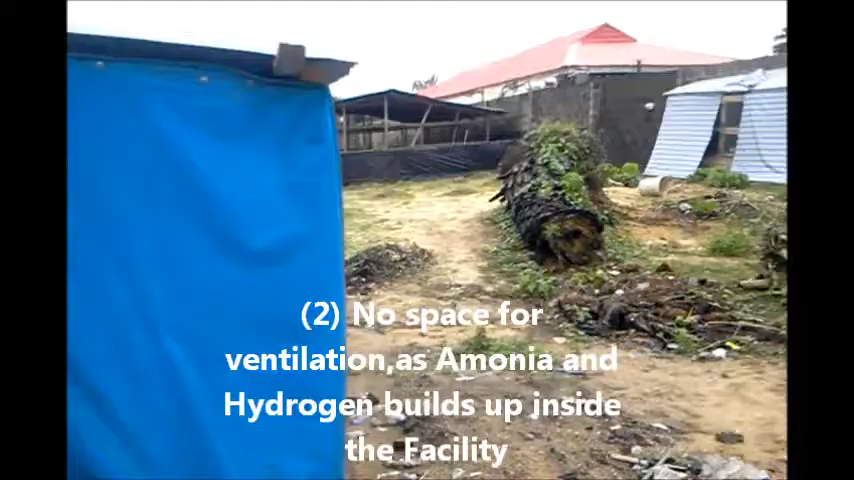 (2) No space for
ventilation,as Amonia and
Hydrogen builds up inside
the Facility